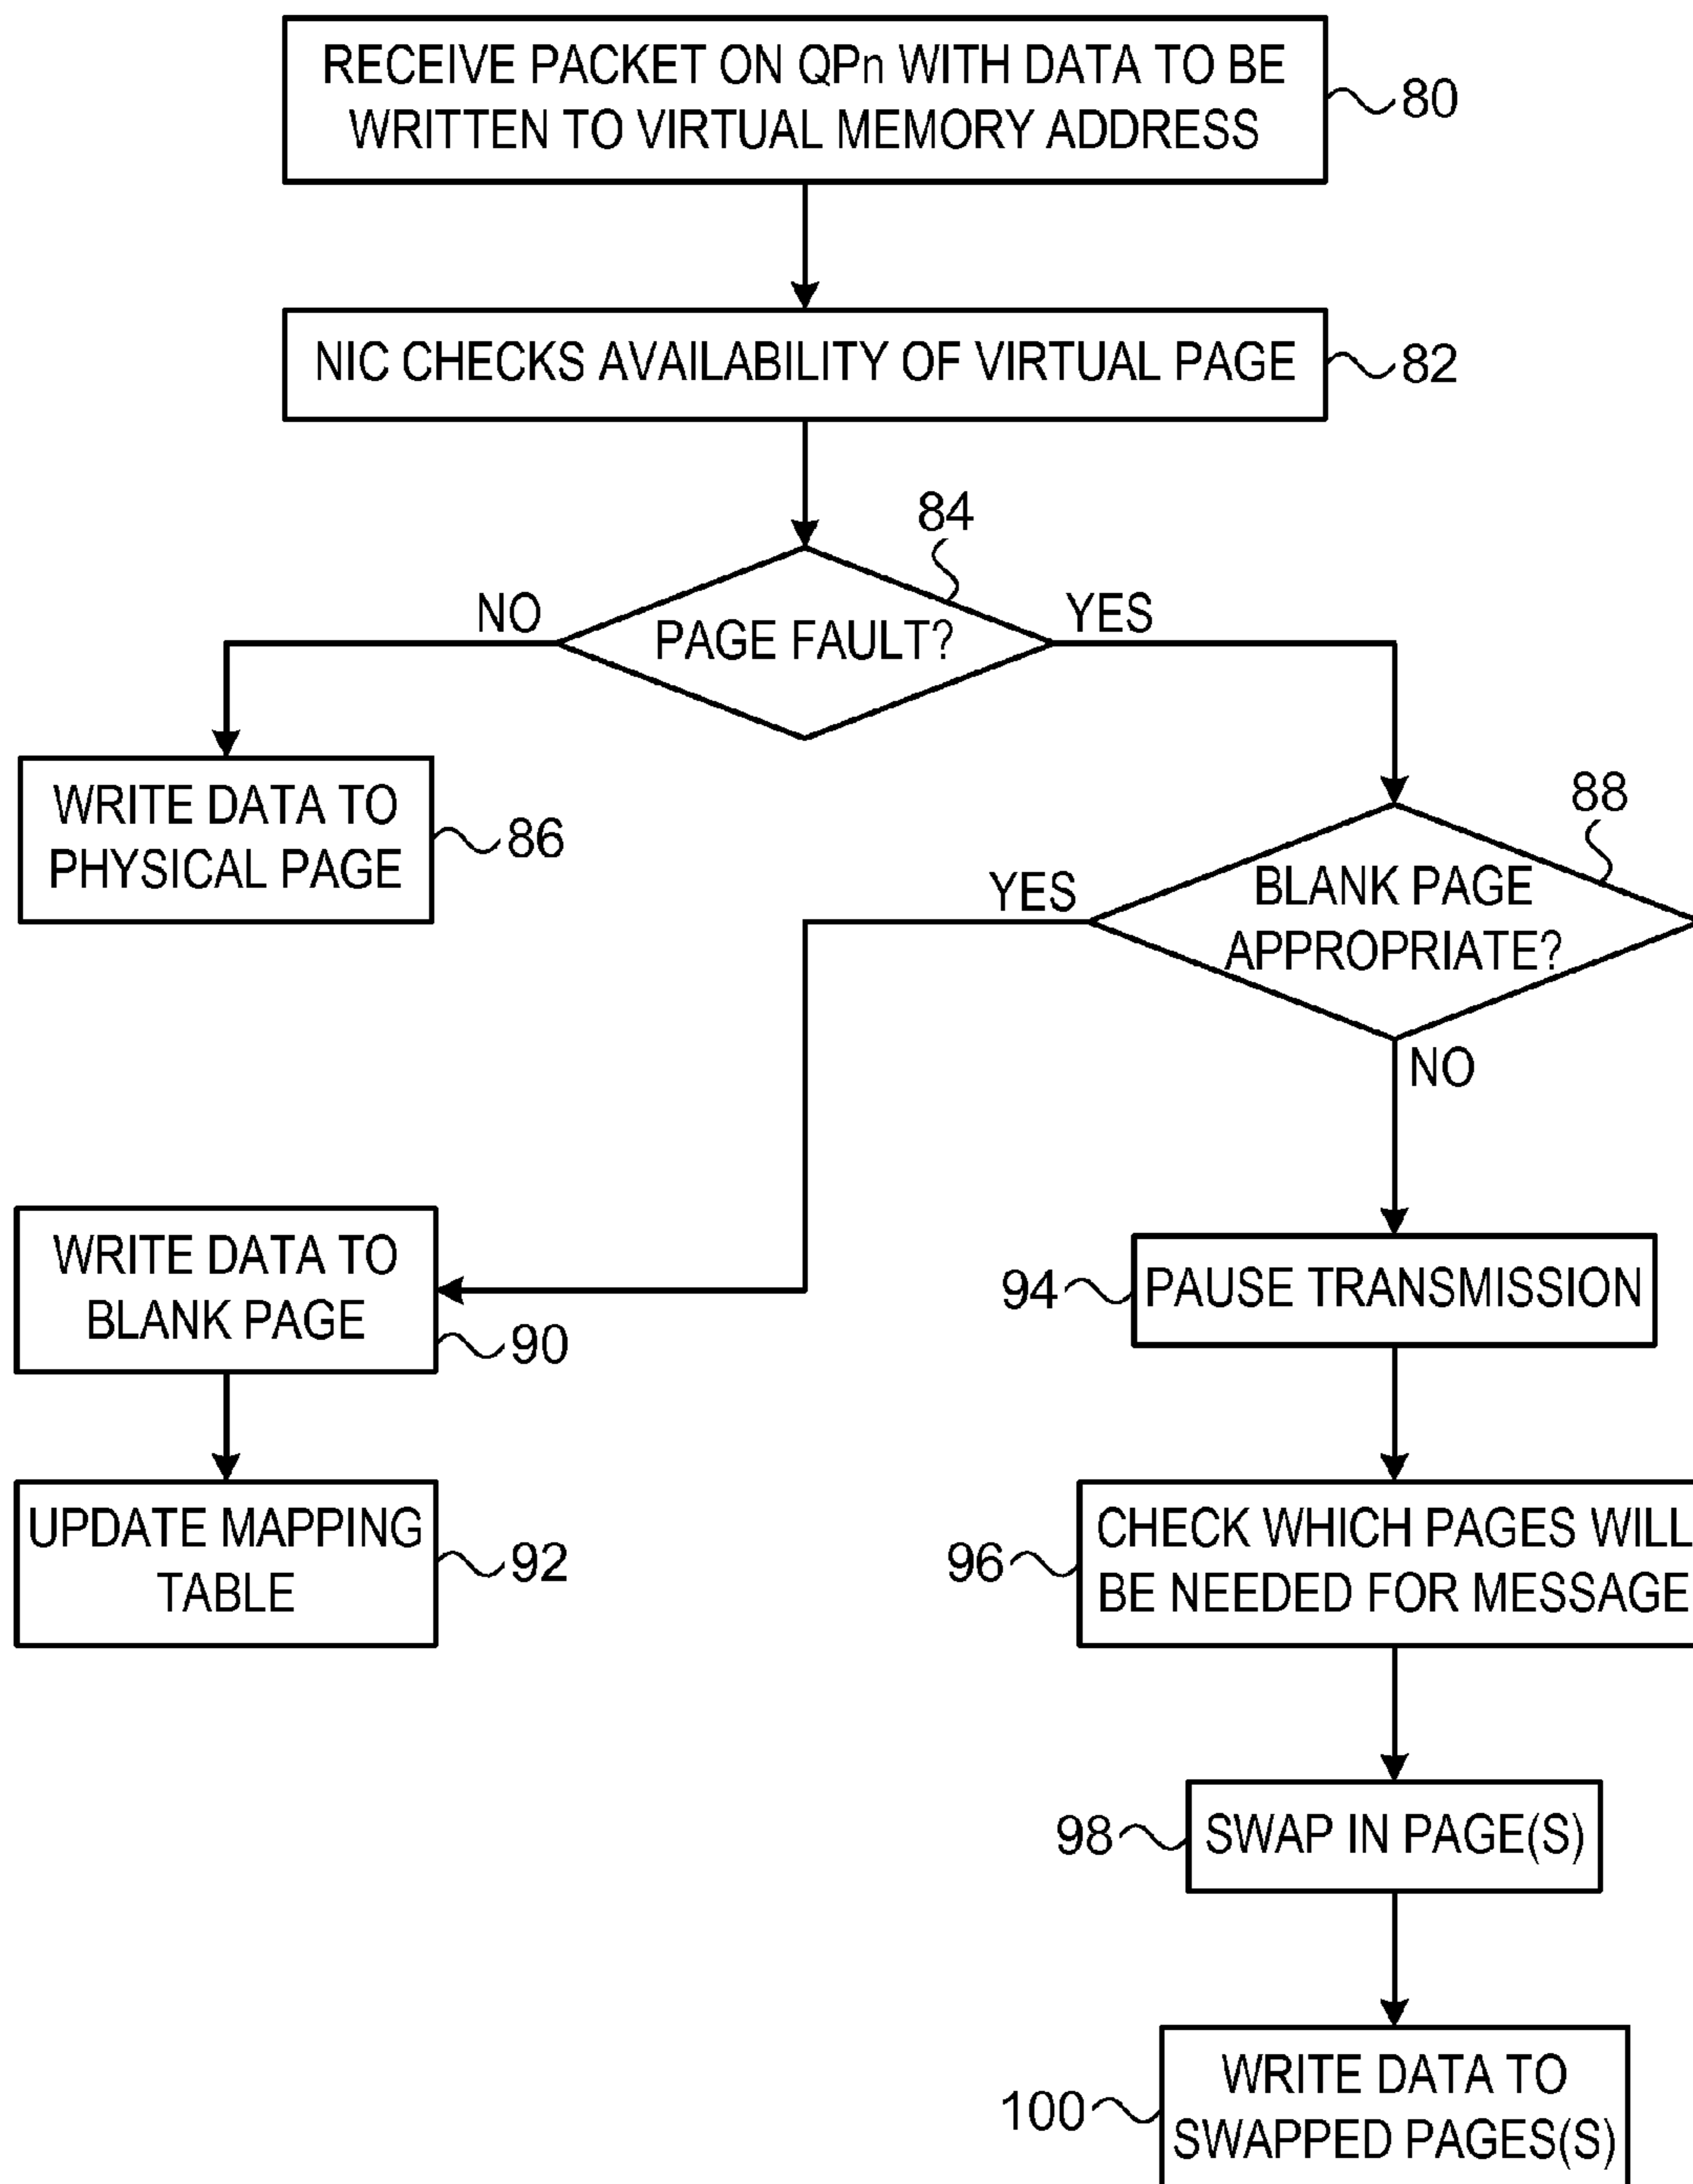 RECEIVE PACKET ON QPn WITH DATA TO BE
WRITTEN TO VIRTUAL MEMORY ADDRESS
80
NIC CHECKS AVAILABILITY OF VIRTUAL PAGE
82
84
PAGE FAULT?
NO
YES
WRITE DATA TO
PHYSICAL PAGE
86
88
BLANK PAGE
APPROPRIATE?
YES
NO
WRITE DATA TO
BLANK PAGE
90
UPDATE MAPPING
TABLE
92
94
PAUSE TRANSMISSION
96
CHECK WHICH PAGES WILL
BE NEEDED FOR MESSAGE
98
SWAP IN PAGE(S)
100
WRITE DATA TO
SWAPPED PAGES(S)